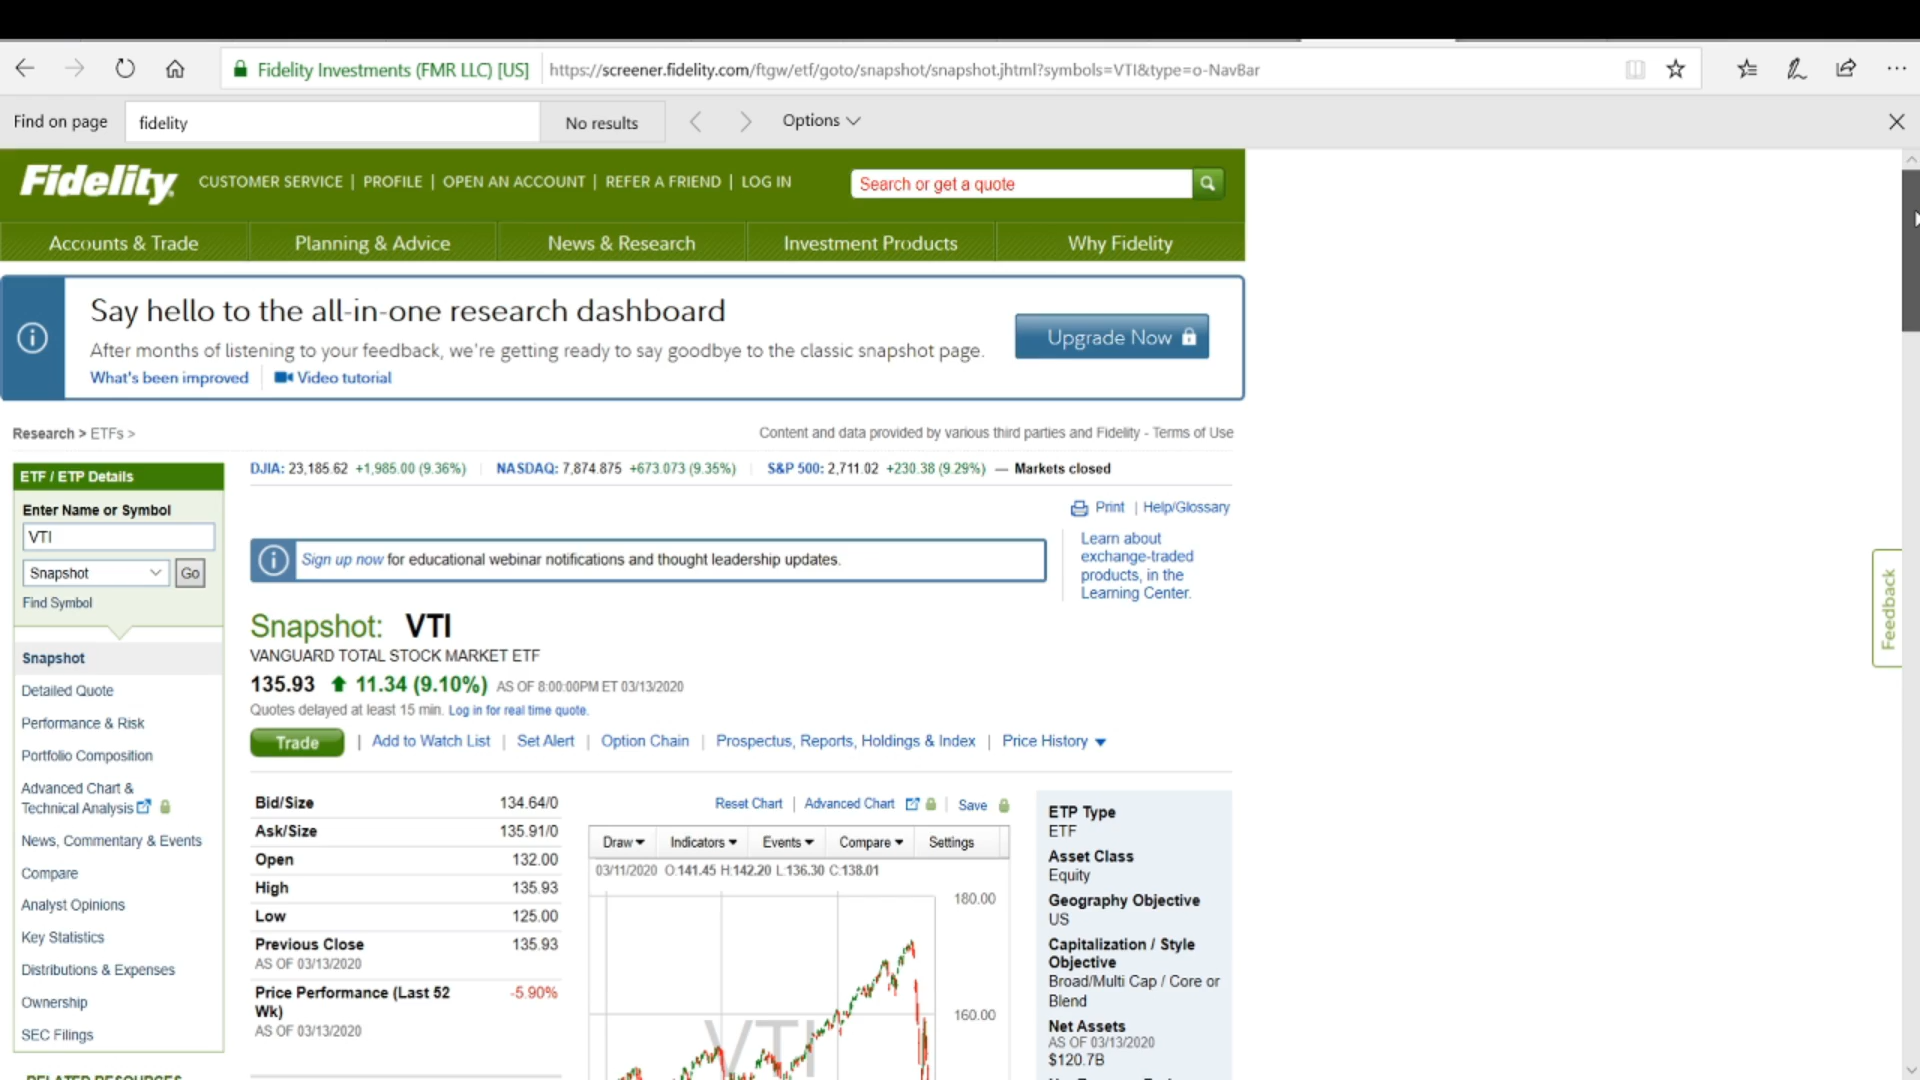 Fidelity Investments (FMR LLC) [US]
https://screener.fidelity.com/ftgw/etf/goto/snapshot/snapshot.jhtml?symbols=VTI&type=o-NavBar
Find on page
fidelity
No results
Options
Fidelity
CUSTOMER SERVICE | PROFILE | OPEN AN ACCOUNT | REFER A FRIEND | LOG IN
Search or get a quote
Accounts & Trade
Planning & Advice
News & Research
Investment Products
Why Fidelity
Say hello to the all-in-one research dashboard
After months of listening to your feedback, we're getting ready to say goodbye to the classic snapshot page.
What's been improved
Video tutorial
Upgrade Now
Research > ETFs >
Content and data provided by various third parties and Fidelity - Terms of Use
ETF / ETP Details
Enter Name or Symbol
VTI
Snapshot
Go
Find Symbol
Snapshot
Detailed Quote
Performance & Risk
Portfolio Composition
Advanced Chart &
Technical Analysis
News, Commentary & Events
Compare
Analyst Opinions
Key Statistics
Distributions & Expenses
Ownership
SEC Filings
RELATED RESOURCES
DJIA: 23,185.62 +1,985.00 (9.36%)
NASDAQ: 7,874.875 +673.073 (9.35%)
S&P 500: 2,711.02 +230.38 (9.29%) — Markets closed
Print | Help/Glossary
Sign up now for educational webinar notifications and thought leadership updates.
Learn about
exchange-traded
products, in the
Learning Center.
Snapshot: VTI
VANGUARD TOTAL STOCK MARKET ETF
135.93 11.34 (9.10%) AS OF 8:00:00PM ET 03/13/2020
Quotes delayed at least 15 min. Log in for real time quote.
Trade | Add to Watch List | Set Alert | Option Chain | Prospectus, Reports, Holdings & Index | Price History
Bid/Size 134.64/0
Ask/Size 135.91/0
Open 132.00
High 135.93
Low 125.00
Previous Close 135.93
AS OF 03/13/2020
Price Performance (Last 52 -5.90%
Wk)
AS OF 03/13/2020
Reset Chart | Advanced Chart | Save
Draw
Indicators
Events
Compare
Settings
03/11/2020 O:141.45 H:142.20 L:136.30 C:138.01
180.00
160.00
VTI
ETP Type
ETF
Asset Class
Equity
Geography Objective
US
Capitalization / Style
Objective
Broad/Multi Cap / Core or
Blend
Net Assets
AS OF 03/13/2020
$120.7B
Feedback